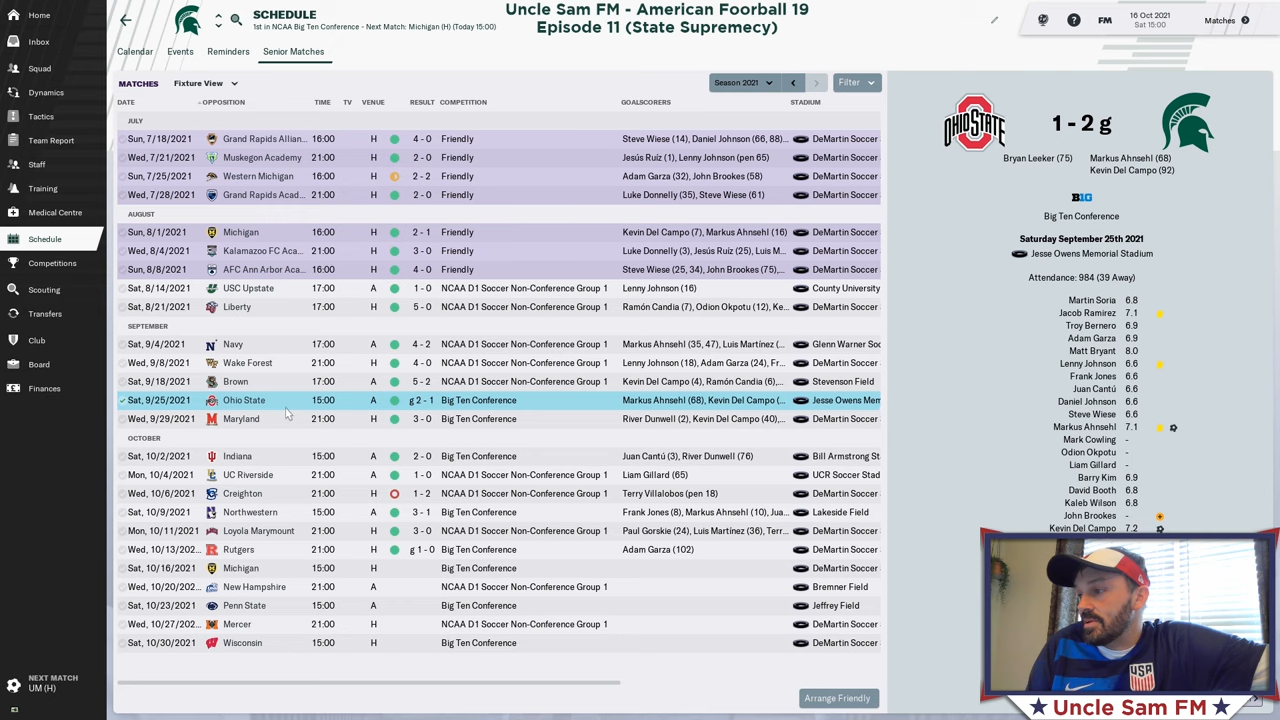 Uncle Sam FM - American Foorball 19
Episode 11 (State Supremecy)
SCHEDULE
1st in NCAA Big Ten Conference - Next Match: Michigan (H) (Today 15:00)
FM
16 Oct 2021
Sat 15:00
Matches
Home
Inbox
Squad
Dynamics
Tactics
Team Report
Staff
Training
Medical Centre
Schedule
Competitions
Scouting
Transfers
Club
Board
Finances
NEXT MATCH
UM (H)
Calendar Events Reminders Senior Matches
MATCHES Fixture View Season 2021 Filter
DATE OPPOSITION TIME TV VENUE RESULT COMPETITION GOALSCORERS STADIUM
JULY
Sun, 7/18/2021 Grand Rapids Allian... 16:00 H 4 - 0 Friendly Steve Wiese (14), Daniel Johnson (66, 88)... DeMartin Soccer
Wed, 7/21/2021 Muskegon Academy 21:00 H 2 - 0 Friendly Jesús Ruíz (1), Lenny Johnson (pen 65) DeMartin Soccer
Sun, 7/25/2021 Western Michigan 16:00 H 2 - 2 Friendly Adam Garza (32), John Brookes (58) DeMartin Soccer
Wed, 7/28/2021 Grand Rapids Acad... 21:00 H 2 - 0 Friendly Luke Donnelly (35), Steve Wiese (61) DeMartin Soccer
AUGUST
Sun, 8/1/2021 Michigan 16:00 H 2 - 1 Friendly Kevin Del Campo (7), Markus Ahnsehl (16) DeMartin Soccer
Wed, 8/4/2021 Kalamazoo FC Aca... 21:00 H 3 - 0 Friendly Luke Donnelly (3), Jesús Ruíz (25), Luis M... DeMartin Soccer
Sun, 8/8/2021 AFC Ann Arbor Aca... 16:00 H 4 - 0 Friendly Steve Wiese (25, 34), John Brookes (75),... DeMartin Soccer
Sat, 8/14/2021 USC Upstate 17:00 A 1 - 0 NCAA D1 Soccer Non-Conference Group 1 Lenny Johnson (16) County University
Sat, 8/21/2021 Liberty 17:00 H 5 - 0 NCAA D1 Soccer Non-Conference Group 1 Ramón Candia (7), Odion Okpotu (12), Ke... DeMartin Soccer
SEPTEMBER
Sat, 9/4/2021 Navy 17:00 A 4 - 2 NCAA D1 Soccer Non-Conference Group 1 Markus Ahnsehl (35, 47), Luis Martínez (... Glenn Warner Soc
Wed, 9/8/2021 Wake Forest 21:00 H 4 - 0 NCAA D1 Soccer Non-Conference Group 1 Lenny Johnson (18), Adam Garza (24), Fr... DeMartin Soccer
Sat, 9/18/2021 Brown 17:00 A 5 - 2 NCAA D1 Soccer Non-Conference Group 1 Kevin Del Campo (4), Ramón Candia (6),... Stevenson Field
Sat, 9/25/2021 Ohio State 15:00 A g 2 - 1 Big Ten Conference Markus Ahnsehl (68), Kevin Del Campo (... Jesse Owens Mem
Wed, 9/29/2021 Maryland 21:00 H 3 - 0 Big Ten Conference River Dunwell (2), Kevin Del Campo (40),... DeMartin Soccer
OCTOBER
Sat, 10/2/2021 Indiana 15:00 A 2 - 0 Big Ten Conference Juan Cantú (3), River Dunwell (76) Bill Armstrong St
Mon, 10/4/2021 UC Riverside 21:00 A 1 - 0 NCAA D1 Soccer Non-Conference Group 1 Liam Gillard (65) UCR Soccer Stad
Wed, 10/6/2021 Creighton 21:00 H 1 - 2 NCAA D1 Soccer Non-Conference Group 1 Terry Villalobos (pen 18) DeMartin Soccer
Sat, 10/9/2021 Northwestern 15:00 A 3 - 1 Big Ten Conference Frank Jones (8), Markus Ahnsehl (10), Jua... Lakeside Field
Mon, 10/11/2021 Loyola Marymount 21:00 H 3 - 0 NCAA D1 Soccer Non-Conference Group 1 Paul Gorskie (24), Luis Martínez (36), Terr... DeMartin Soccer
Wed, 10/13/202... Rutgers 21:00 H g 1 - 0 Big Ten Conference Adam Garza (102) DeMartin Soccer
Sat, 10/16/2021 Michigan 15:00 H Big Ten Conference DeMartin Soccer
Wed, 10/20/202... New Hampshire 21:00 A NCAA D1 Soccer Non-Conference Group 1 Bremner Field
Sat, 10/23/2021 Penn State 15:00 A Big Ten Conference Jeffrey Field
Wed, 10/27/202... Mercer 21:00 H NCAA D1 Soccer Non-Conference Group 1 DeMartin Soccer
Sat, 10/30/2021 Wisconsin 15:00 H Big Ten Conference DeMartin Soccer
Arrange Friendly
OHIO STATE
1 - 2 g
Bryan Leeker (75) Markus Ahnsehl (68)
Kevin Del Campo (92)
B1G
Big Ten Conference
Saturday September 25th 2021
Jesse Owens Memorial Stadium
Attendance: 984 (39 Away)
Martin Soria 6.8
Jacob Ramirez 7.1
Troy Bernero 6.9
Adam Garza 6.9
Matt Bryant 8.0
Lenny Johnson 6.6
Frank Jones 6.6
Juan Cantú 6.6
Daniel Johnson 6.6
Steve Wiese 6.6
Markus Ahnsehl 7.1
Mark Cowling -
Odion Okpotu -
Liam Gillard -
Barry Kim 6.9
David Booth 6.8
Kaleb Wilson 6.8
John Brookes -
Kevin Del Campo 7.2
USA
Uncle Sam FM